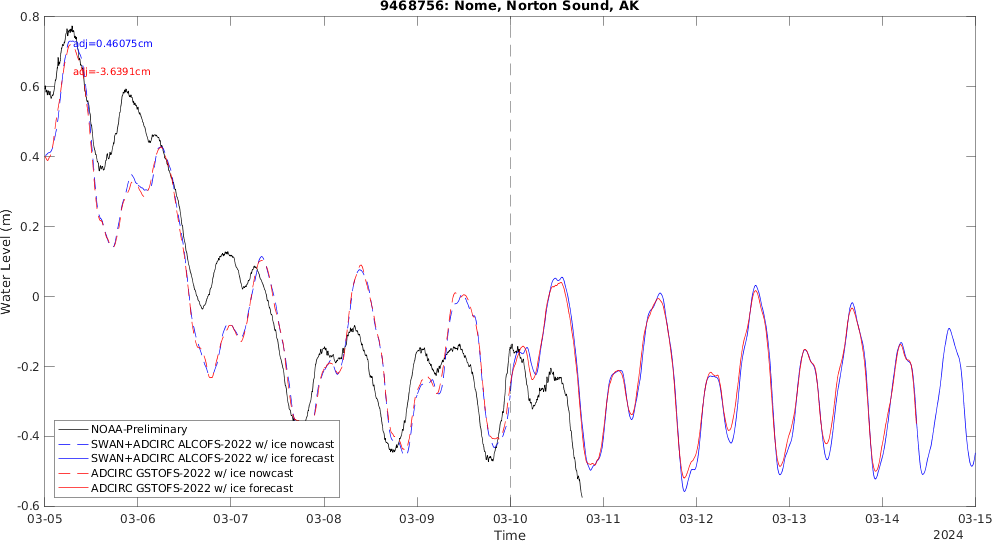 9468756: Nome, Norton Sound, AK
adj=0.46075cm
adj=-3.6391cm
Water Level (m)
0.8
0.6
0.4
0.2
0
-0.2
-0.4
-0.6
NOAA-Preliminary
SWAN+ADCIRC ALCOFS-2022 w/ ice nowcast
SWAN+ADCIRC ALCOFS-2022 w/ ice forecast
ADCIRC GSTOFS-2022 w/ ice nowcast
ADCIRC GSTOFS-2022 w/ ice forecast
03-05 03-06 03-07 03-08 03-09 03-10 03-11 03-12 03-13 03-14 03-15
Time
2024